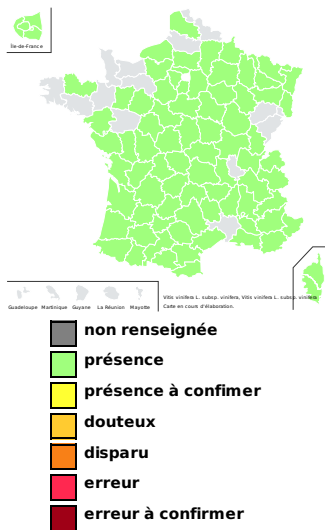 Île-de-France
Guadeloupe Martinique Guyane La Réunion Mayotte
Vitis vinifera L. subsp. vinifera, Vitis vinifera L. subsp. vinifera
Carte en cours d'élaboration.
non renseignée
présence
présence à confimer
douteux
disparu
erreur
erreur à confirmer